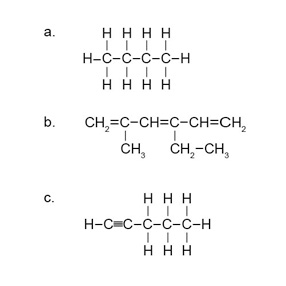 a.
H H H H
| | | |
H–C–C–C–C–H
| | | |
H H H H
b.
CH₂=C–CH=C–CH=CH₂
| |
CH₃ CH₂–CH₃
c.
H H H
| | |
H–C≡C–C–C–C–H
| | |
H H H